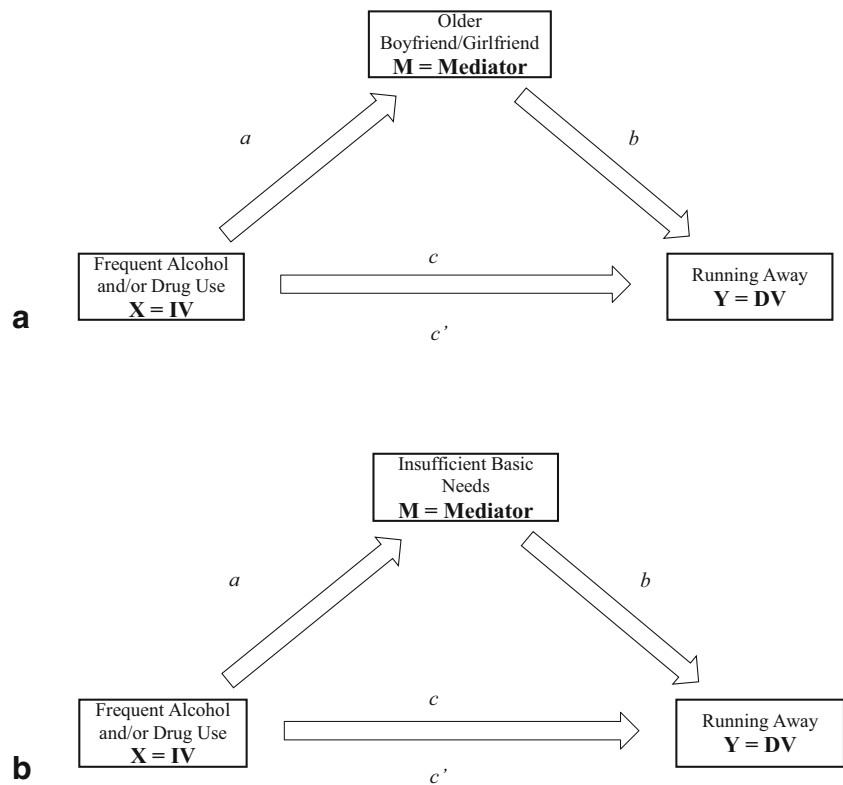 Older
Boyfriend/Girlfriend
M = Mediator
a
b
Frequent Alcohol
and/or Drug Use
X = IV
c
c’
Running Away
Y = DV
a
Insufficient Basic
Needs
M = Mediator
a
b
Frequent Alcohol
and/or Drug Use
X = IV
c
c’
Running Away
Y = DV
b